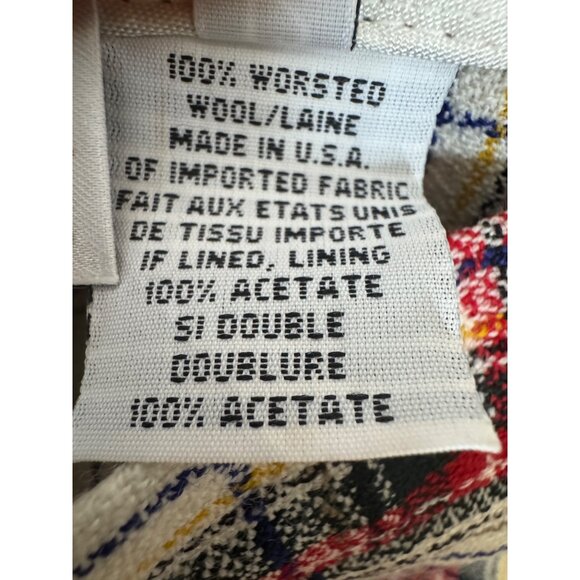 100% WORSTED
WOOL/LAINE
MADE IN U.S.A.
OF IMPORTED FABRIC
FAIT AUX ETATS UNIS
DE TISSU IMPORTE
IF LINED, LINING
100% ACETATE
SI DOUBLE
DOUBLURE
100% ACETATE